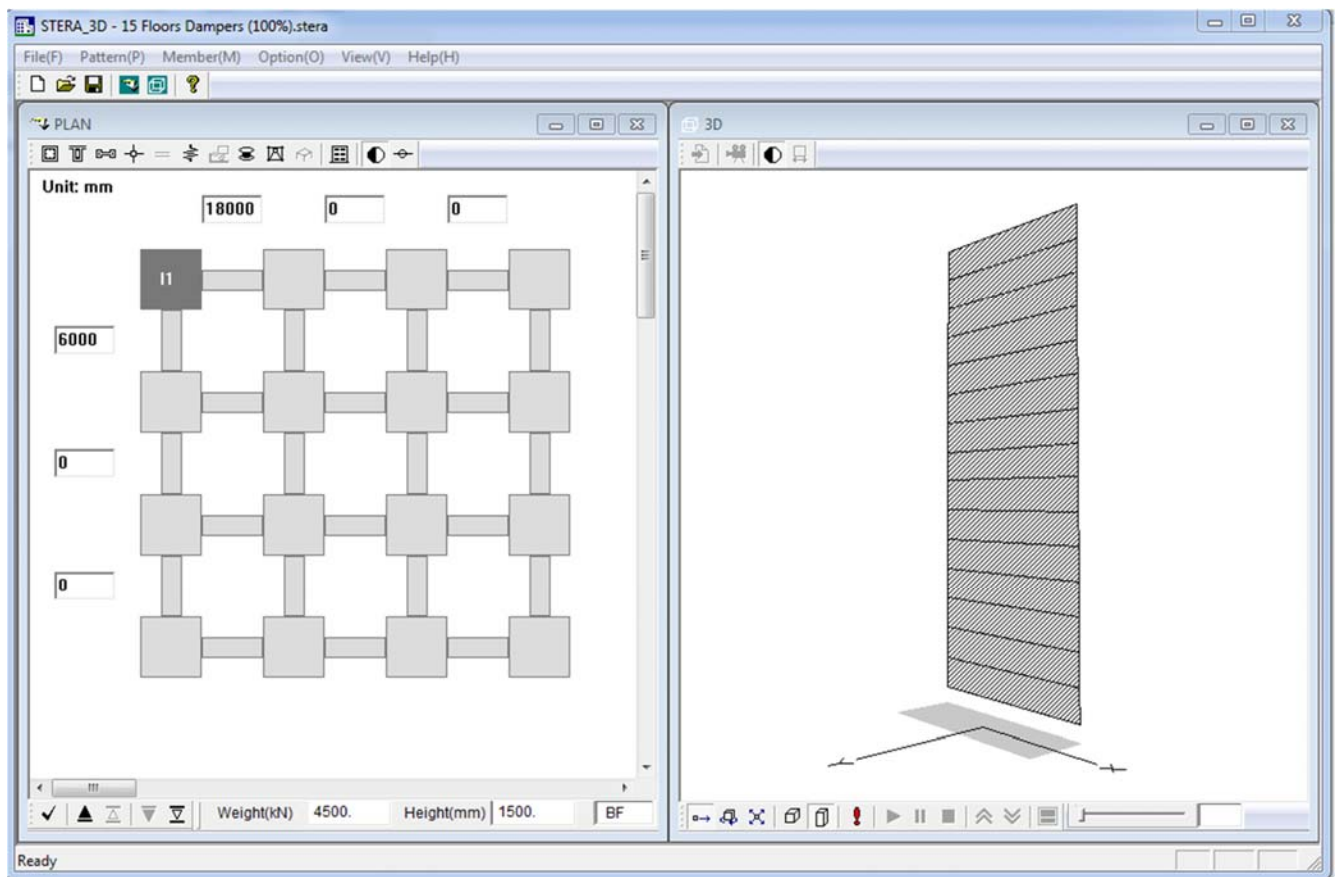 STERA_3D - 15 Floors Dampers (100%).stera
File(F) Pattern(P) Member(M) Option(O) View(V) Help(H)
PLAN
Unit: mm
18000 0 0
I1
6000
0
0
Weight(kN) 4500. Height(mm) 1500. BF
3D
Ready